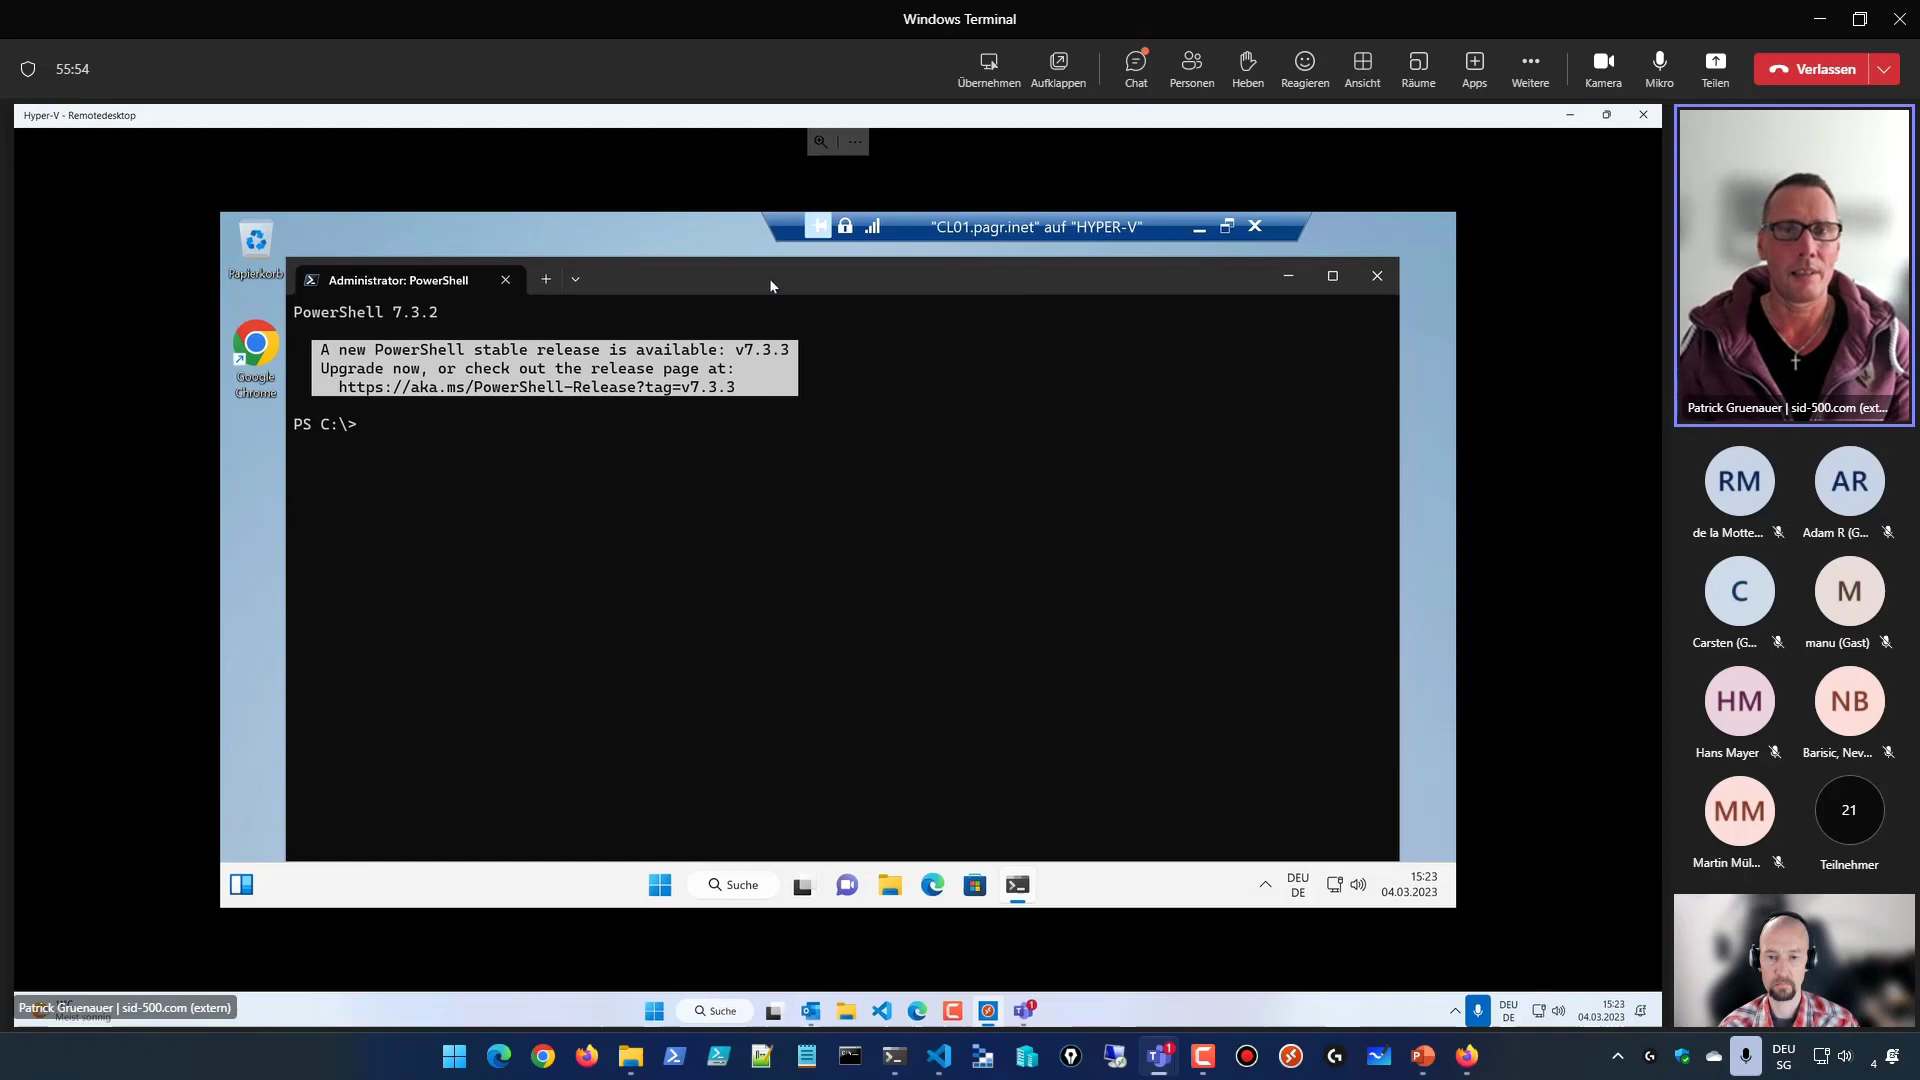 Windows Terminal
55:54
Übernehmen
Aufklappen
Chat
Personen
Heben
Reagieren
Ansicht
Räume
Apps
Weitere
Kamera
Mikro
Teilen
Verlassen
Hyper-V - Remotedesktop
"CL01.pagr.inet" auf "HYPER-V"
Papierkorb
Google
Chrome
Administrator: PowerShell
PowerShell 7.3.2
A new PowerShell stable release is available: v7.3.3
Upgrade now, or check out the release page at:
https://aka.ms/PowerShell-Release?tag=v7.3.3
PS C:\>
Suche
DEU
DE
15:23
04.03.2023
Patrick Gruenauer | sid-500.com (ext...
RM
de la Motte...
AR
Adam R (G...
C
Carsten (G...
M
manu (Gast)
HM
Hans Mayer
NB
Barisic, Nev...
MM
Martin Mül...
21
Teilnehmer
Patrick Gruenauer | sid-500.com (extern)
Meist sonnig
Suche
1
DEU
DE
15:23
04.03.2023
1
DEU
SG
4